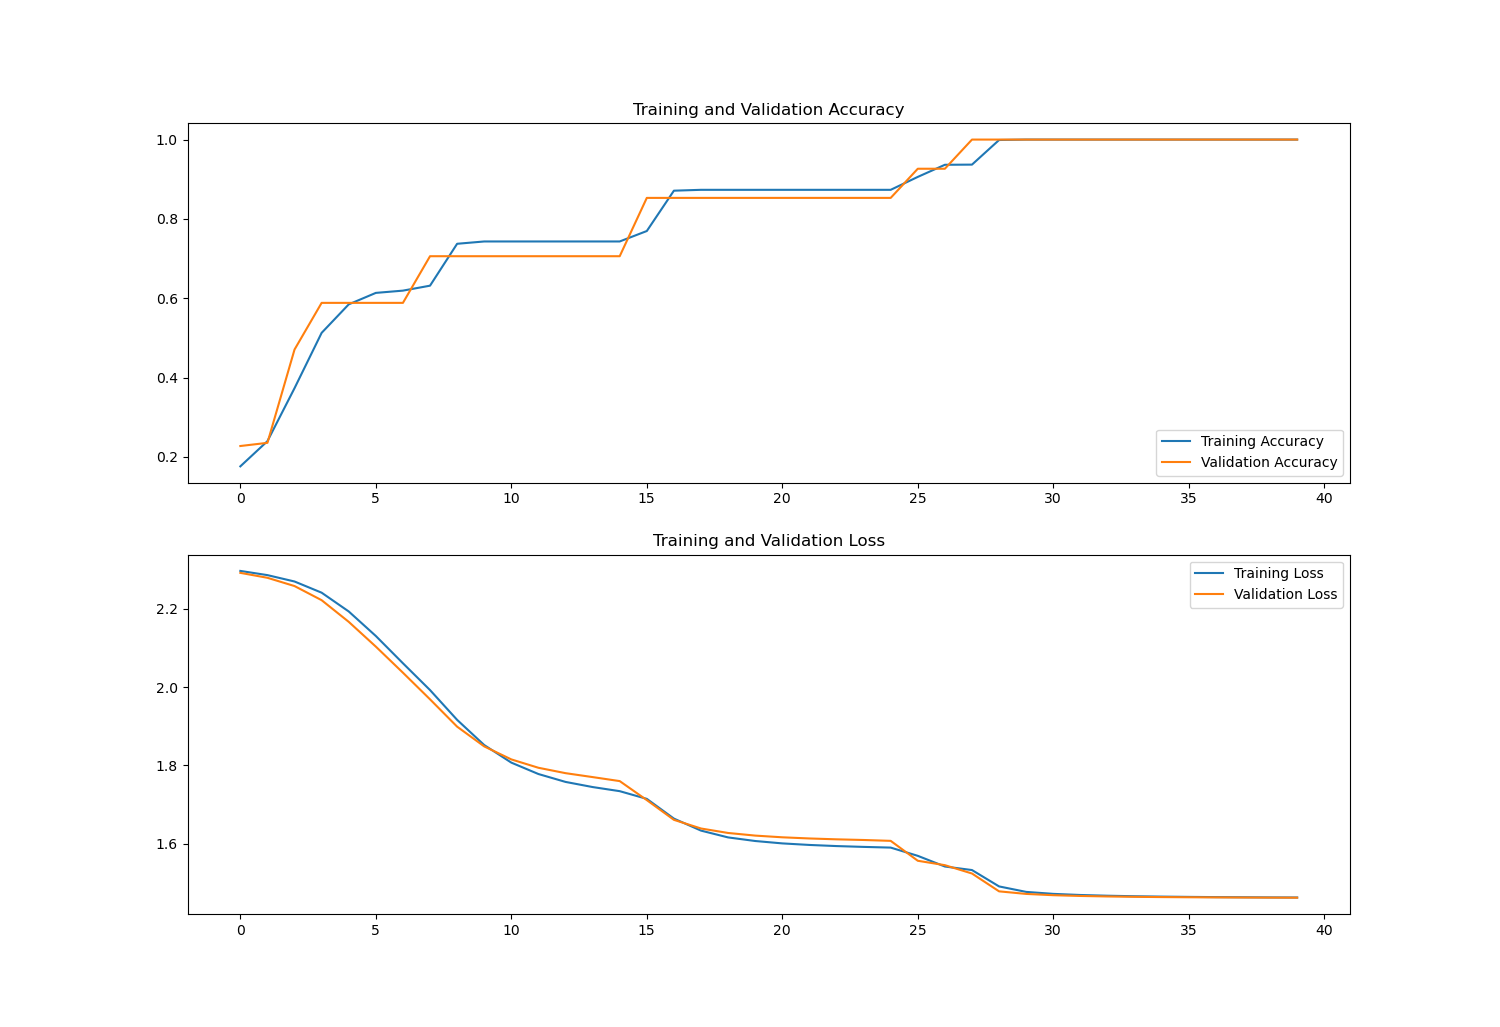 Training and Validation Accuracy
1.0
0.8
0.6
0.4
0.2
Training Accuracy
Validation Accuracy
0 5 10 15 20 25 30 35 40
Training and Validation Loss
Training Loss
Validation Loss
2.2
2.0
1.8
1.6
0 5 10 15 20 25 30 35 40